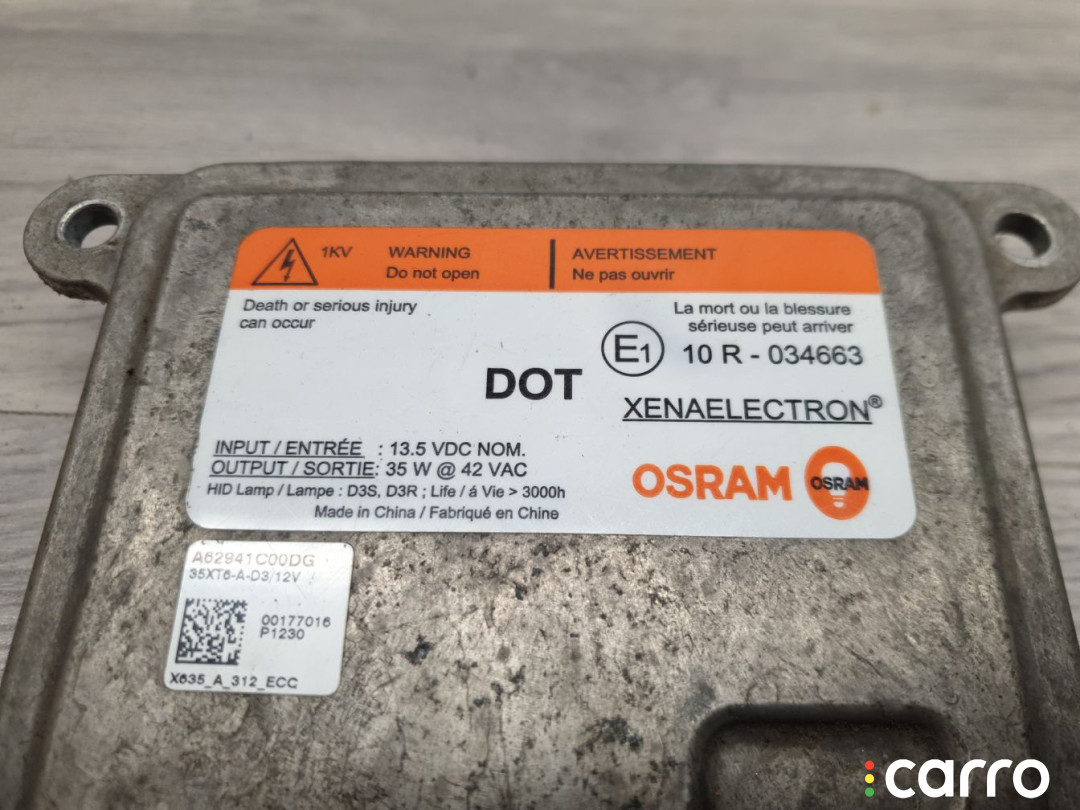 1KV WARNING AVERTISSEMENT
Do not open Ne pas ouvrir
Death or serious injury
can occur
La mort ou la blessure
sérieuse peut arriver
E1 10 R - 034663
DOT
XENAELECTRON®
INPUT / ENTRÉE : 13.5 VDC NOM.
OUTPUT / SORTIE: 35 W @ 42 VAC
HID Lamp / Lampe : D3S, D3R ; Life / á Vie > 3000h
Made in China / Fabriqué en Chine
OSRAM
OSRAM
A62941C00DG
35XT6-A-D3/12V
00177016
P1230
X635_A_312_ECC
carro